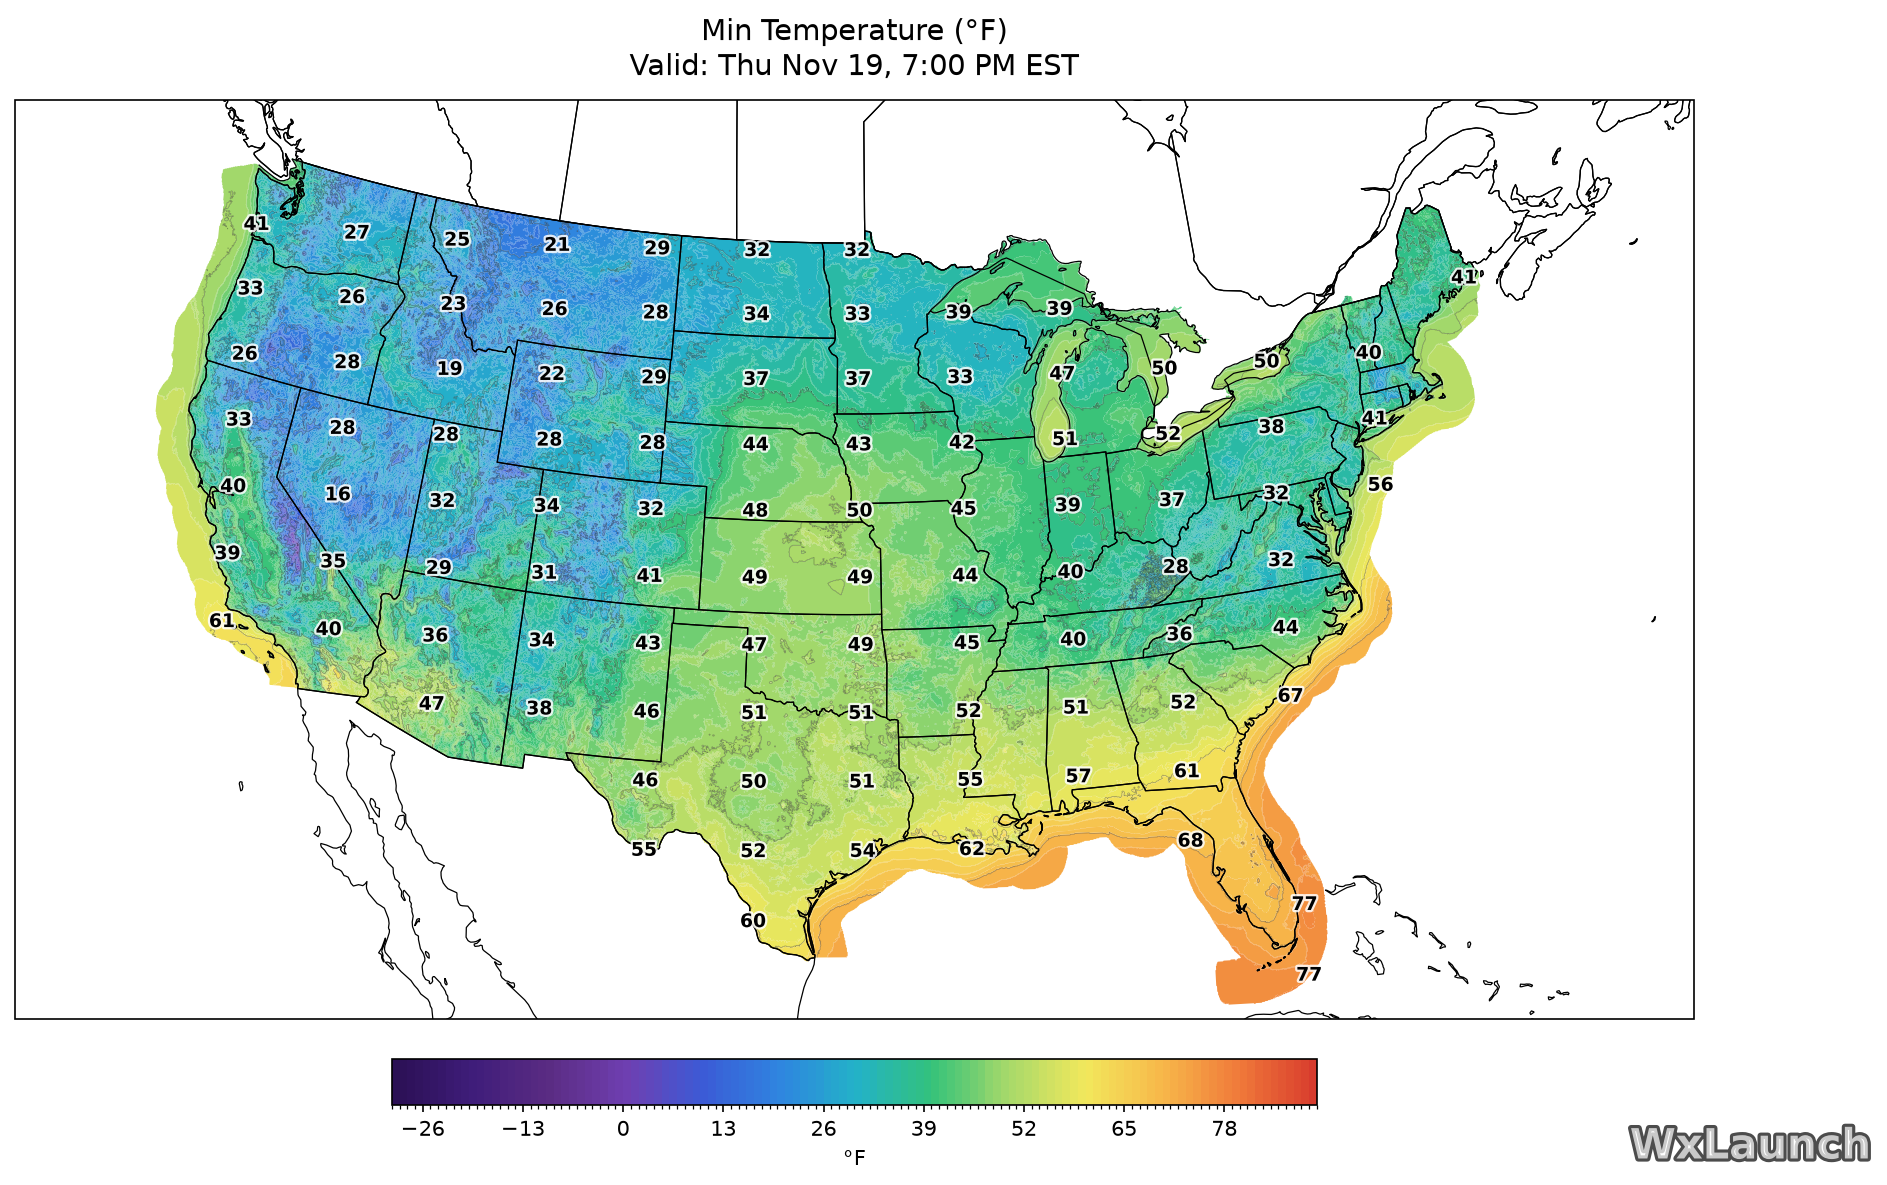 Min Temperature (°F)
Valid: Thu Nov 19, 7:00 PM EST
41 27 25 21 29 32 32 41
33 26 23 26 28 34 33 39 39
26 28 19 22 29 37 37 33 47 50 50 40
33 28 28 28 28 44 43 42 51 52 38 41
40 16 32 34 32 48 50 45 39 37 32 56
39 35 29 31 41 49 49 44 40 28 32
61 40 36 34 43 47 49 45 40 36 44
47 38 46 51 51 52 51 52 67
46 50 51 55 57 61
55 52 54 62 68
60 77
77
−26 −13 0 13 26 39 52 65 78
°F
WxLaunch